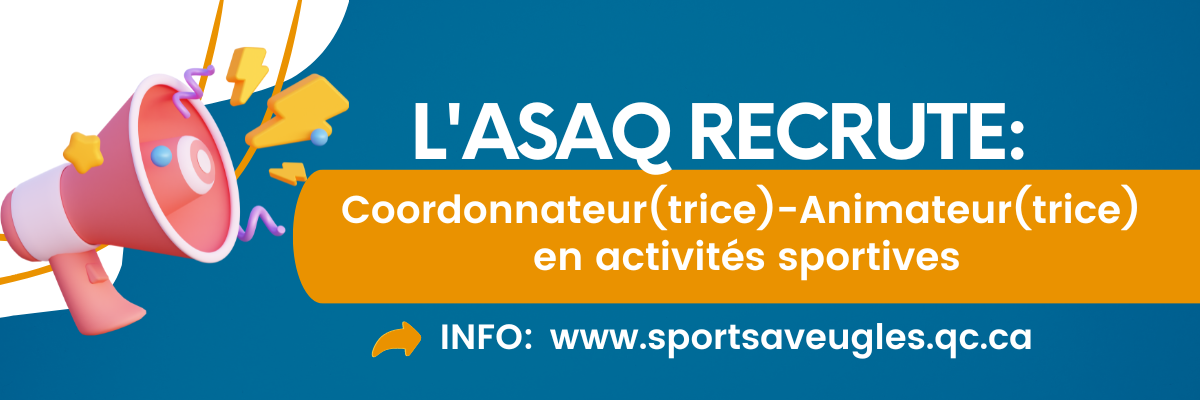 L'ASAQ RECRUTE:
Coordonnateur(trice)-Animateur(trice)
en activités sportives
INFO: www.sportsaveugles.qc.ca